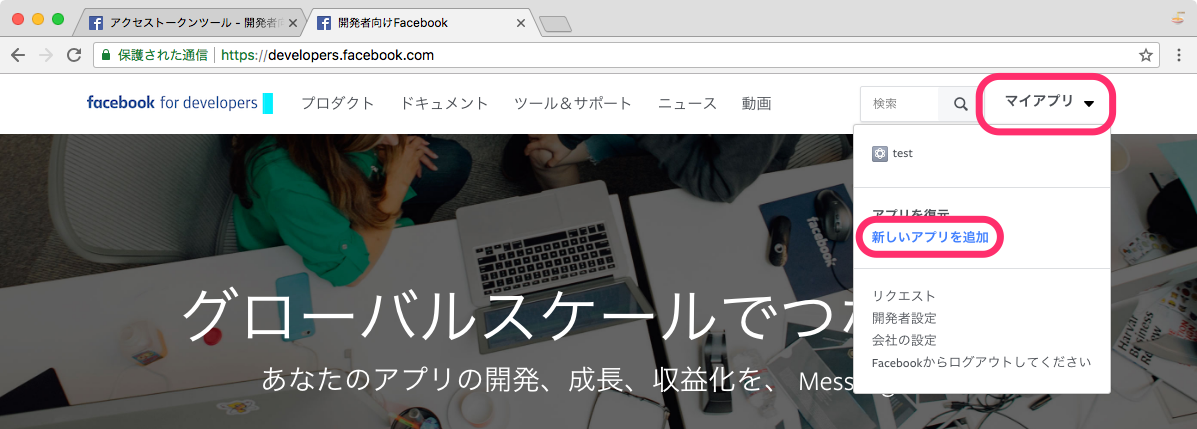 アクセストークンツール - 開発者
開発者向けFacebook
保護された通信 https://developers.facebook.com
facebook for developers プロダクト ドキュメント ツール&サポート ニュース 動画 検索 マイアプリ
test
アプリを復元
新しいアプリを追加
リクエスト
開発者設定
会社の設定
Facebookからログアウトしてください
facebook
グローバルスケールでつな
あなたのアプリの開発、成長、収益化を、 Mess
Harvard
Business
Review